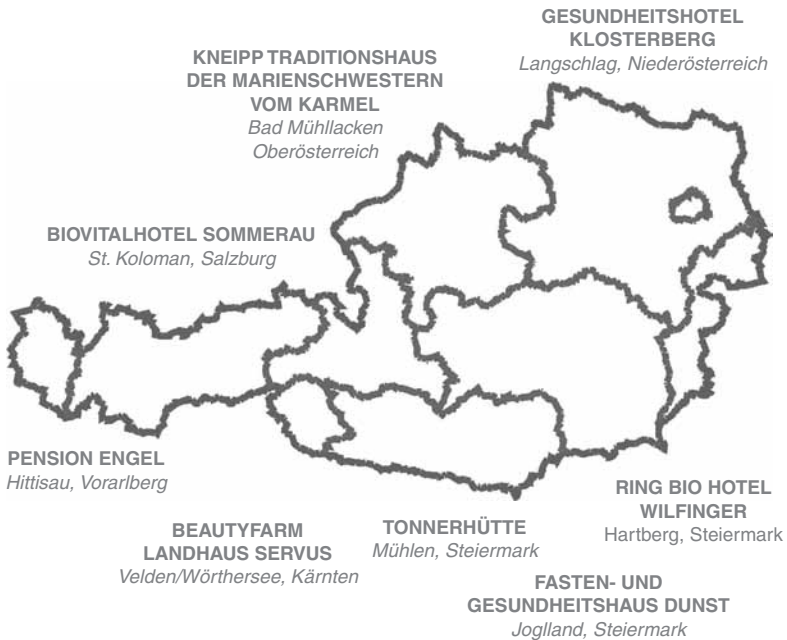 GESUNDHEITSHOTEL
KLOSTERBERG
Langschlag, Niederösterreich
KNEIPP TRADITIONSHAUS
DER MARIENSCHWESTERN
VOM KARMEL
Bad Mühllacken
Oberösterreich
BIOVITALHOTEL SOMMERAU
St. Koloman, Salzburg
PENSION ENGEL
Hittisau, Vorarlberg
BEAUTYFARM
LANDHAUS SERVUS
Velden/Wörthersee, Kärnten
TONNERHÜTTE
Mühlen, Steiermark
RING BIO HOTEL
WILFINGER
Hartberg, Steiermark
FASTEN- UND
GESUNDHEITSHAUS DUNST
Joglland, Steiermark